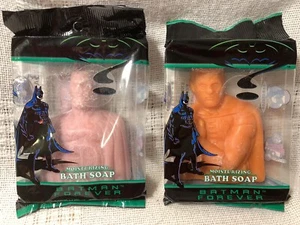 MOISTURIZING
BATH SOAP
BATMAN
FOREVER
MOISTURIZING
BATH SOAP
BATMAN
FOREVER